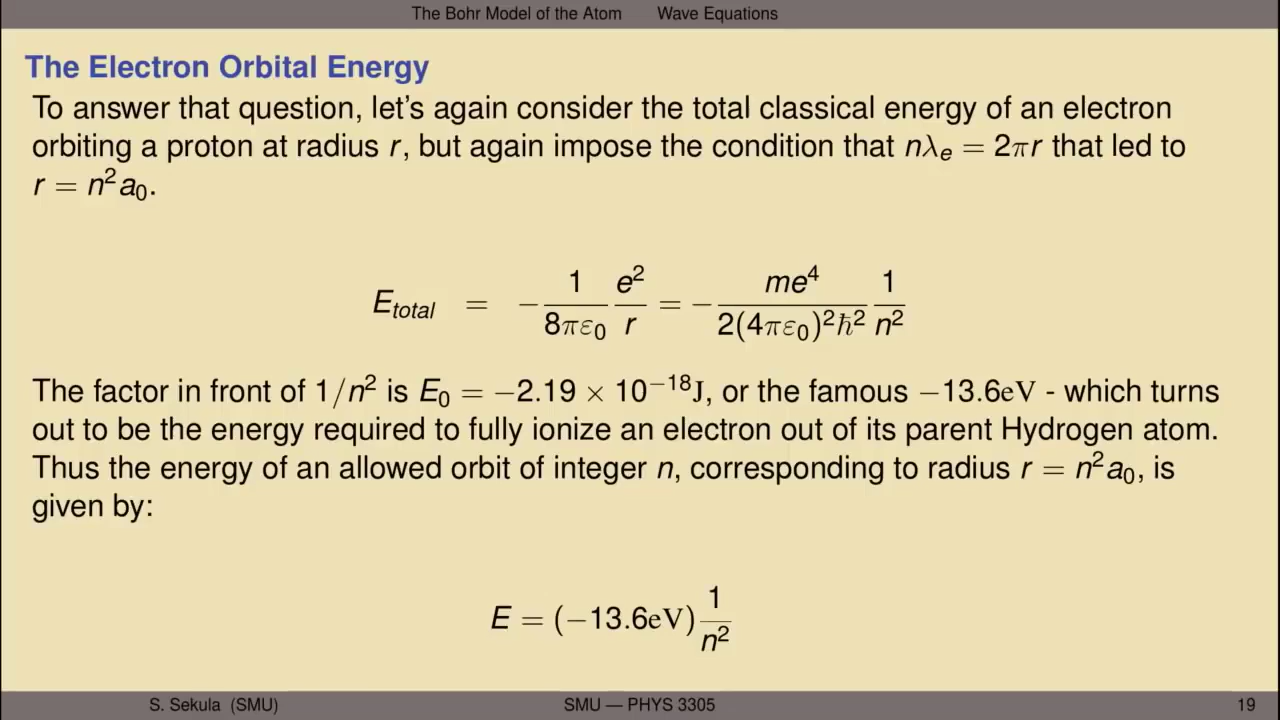 The Bohr Model of the Atom Wave Equations
The Electron Orbital Energy
To answer that question, let's again consider the total classical energy of an electron
orbiting a proton at radius r, but again impose the condition that nλₑ = 2πr that led to
r = n²a₀.
E_total = −\frac{1}{8πε₀}\frac{e²}{r} = −\frac{me⁴}{2(4πε₀)²ℏ²}\frac{1}{n²}
The factor in front of 1/n² is E₀ = −2.19 × 10⁻¹⁸J, or the famous −13.6eV - which turns
out to be the energy required to fully ionize an electron out of its parent Hydrogen atom.
Thus the energy of an allowed orbit of integer n, corresponding to radius r = n²a₀, is
given by:
E = (−13.6eV)\frac{1}{n²}
S. Sekula (SMU) SMU — PHYS 3305 19